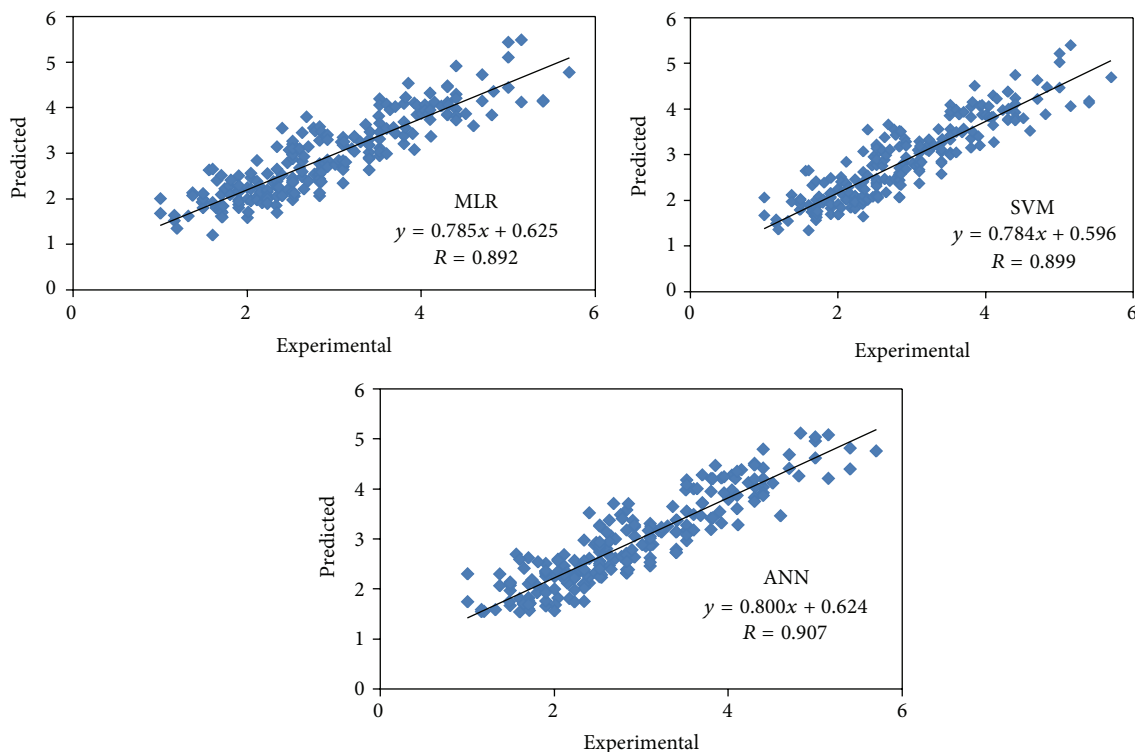 6
5
4
3
2
1
0
Predicted
0
2
4
6
Experimental
MLR
y = 0.785x + 0.625
R = 0.892
6
5
4
3
2
1
0
Predicted
0
2
4
6
Experimental
SVM
y = 0.784x + 0.596
R = 0.899
6
5
4
3
2
1
0
Predicted
0
2
4
6
Experimental
ANN
y = 0.800x + 0.624
R = 0.907